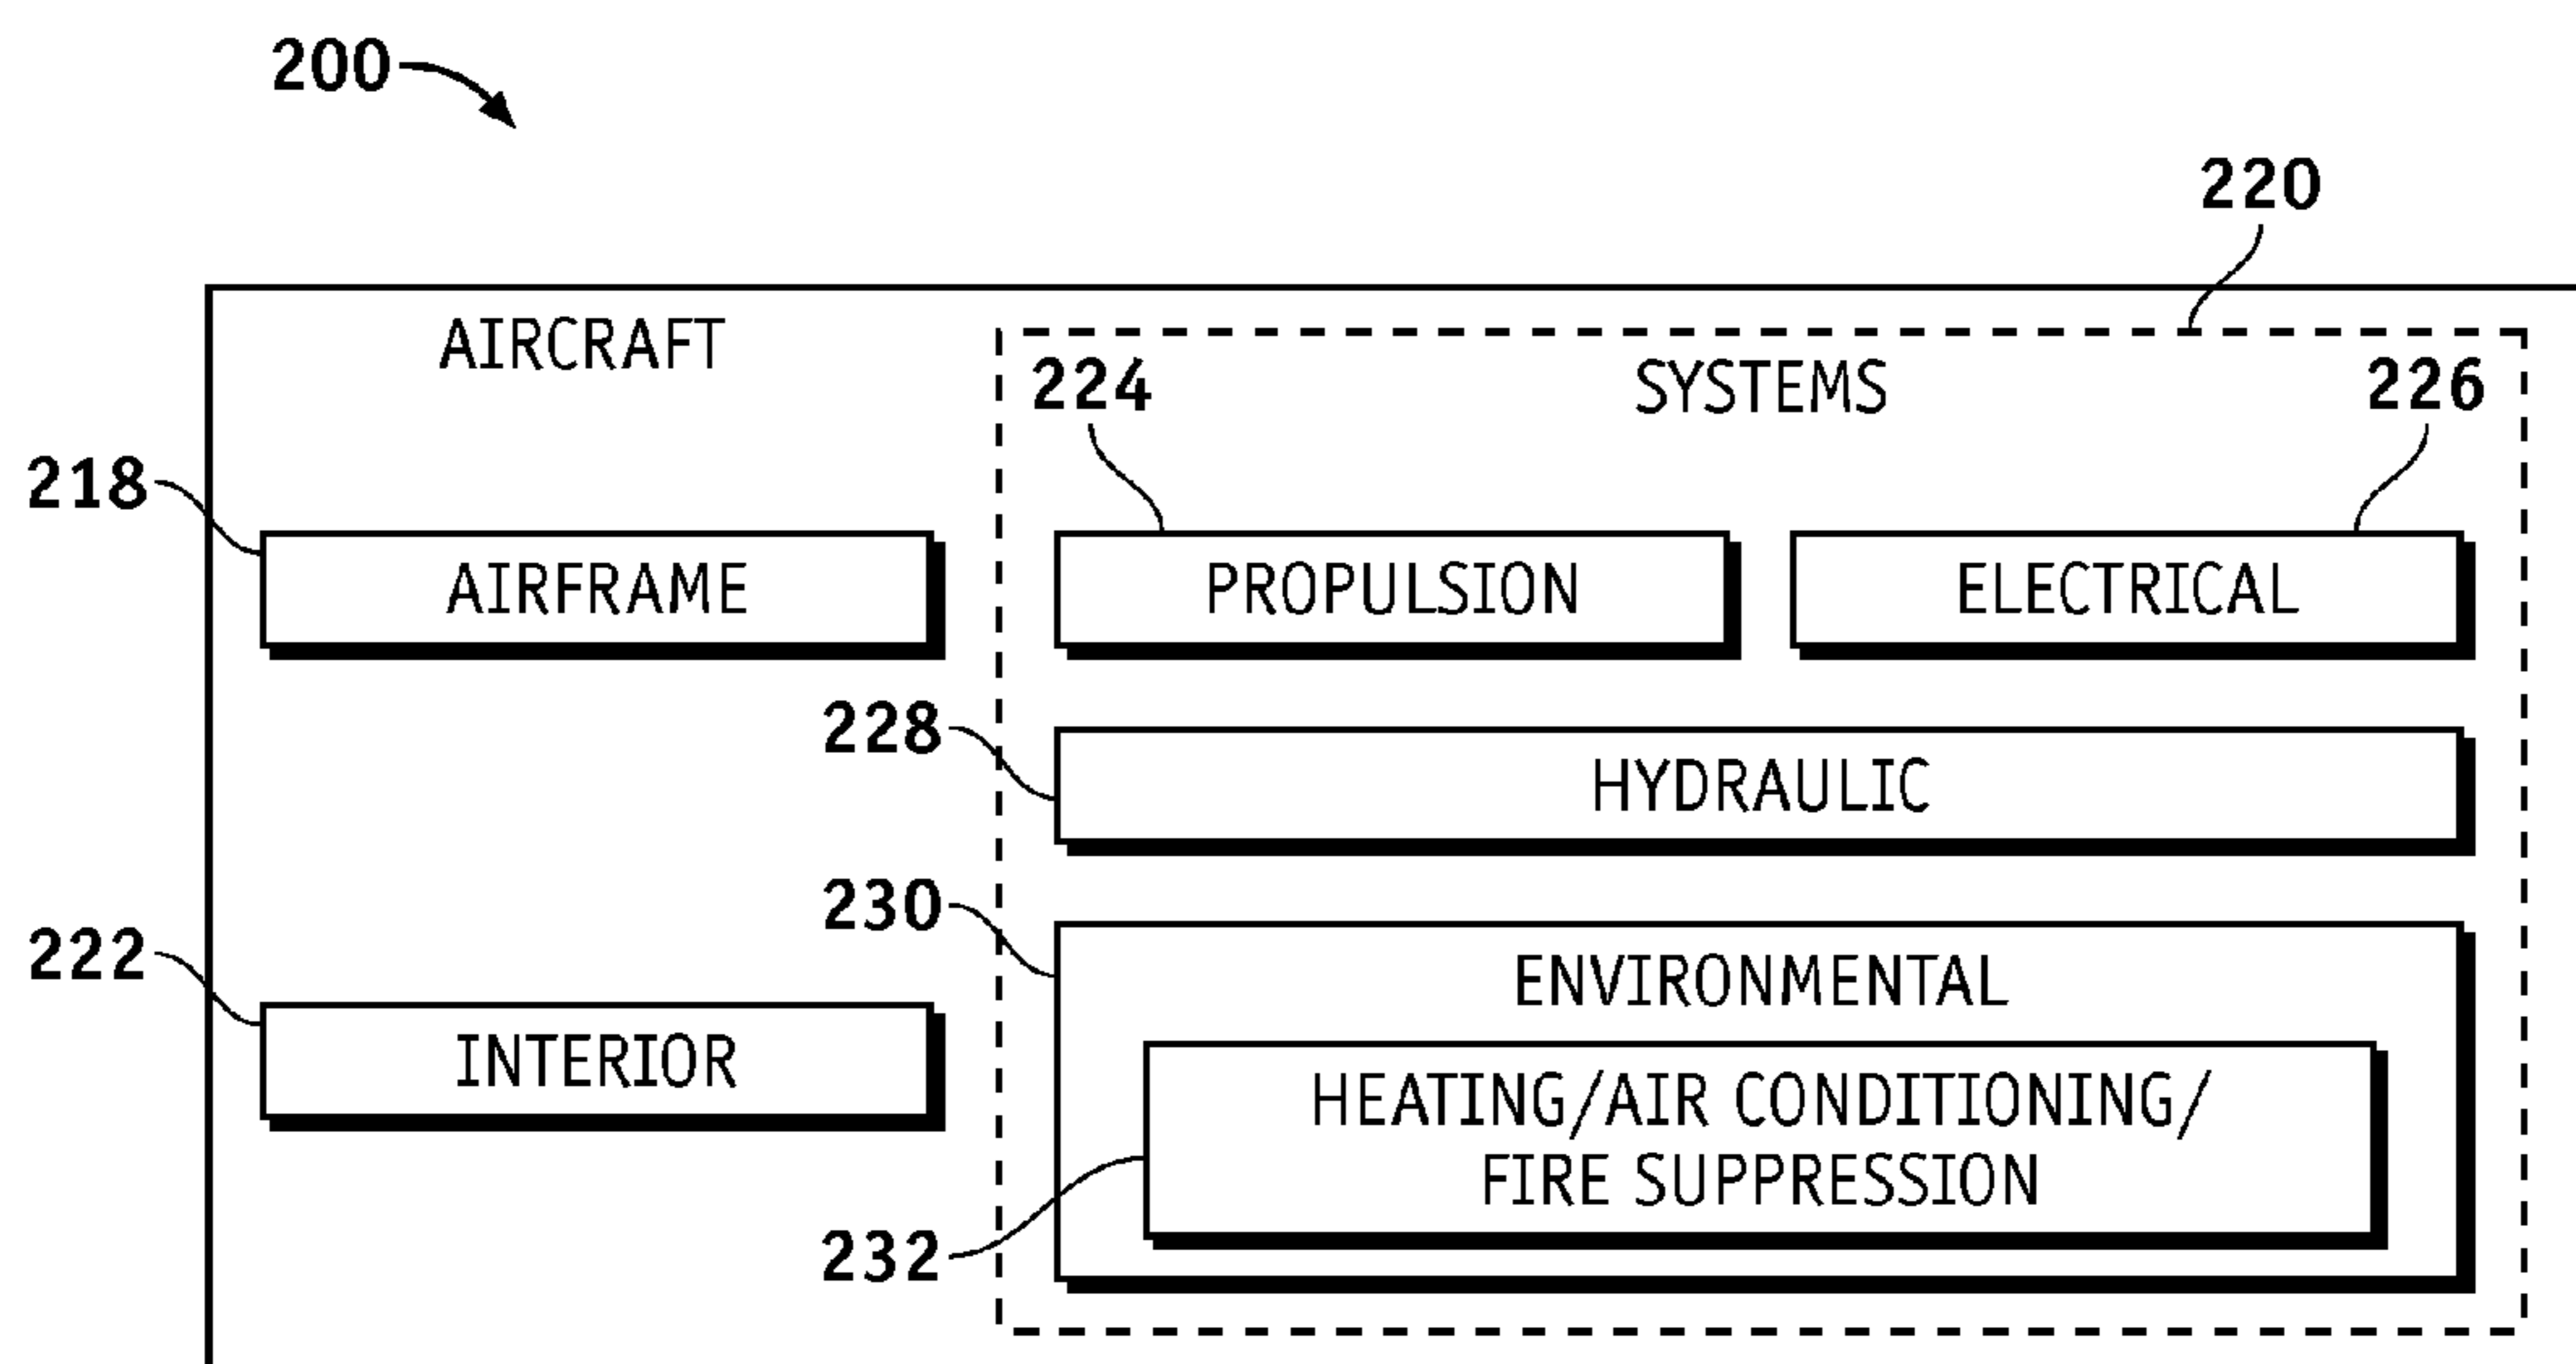 200
220
AIRCRAFT
SYSTEMS
224
226
218
AIRFRAME
PROPULSION
ELECTRICAL
228
HYDRAULIC
230
222
ENVIRONMENTAL
INTERIOR
HEATING/AIR CONDITIONING/
FIRE SUPPRESSION
232